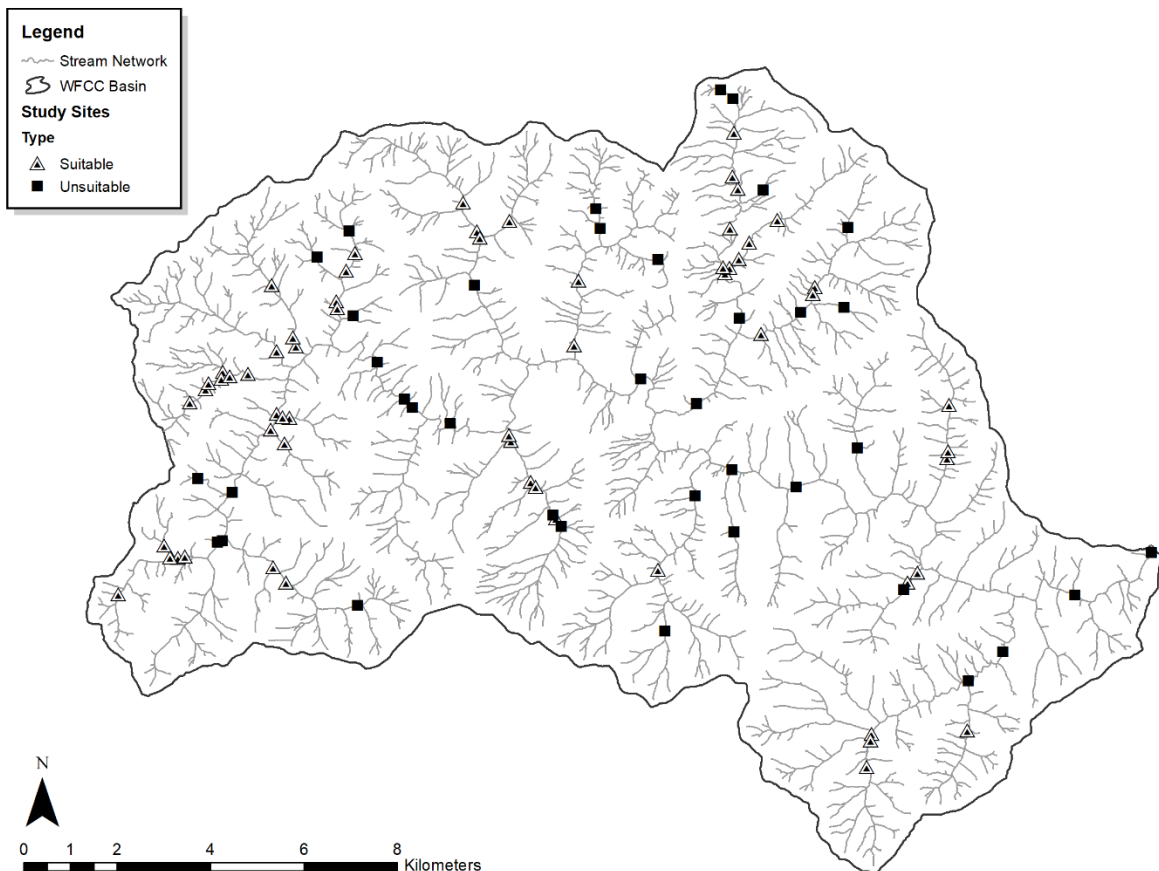 Legend
Stream Network
WFCC Basin
Study Sites
Type
Suitable
Unsuitable
N
0 1 2 4 6 8
Kilometers